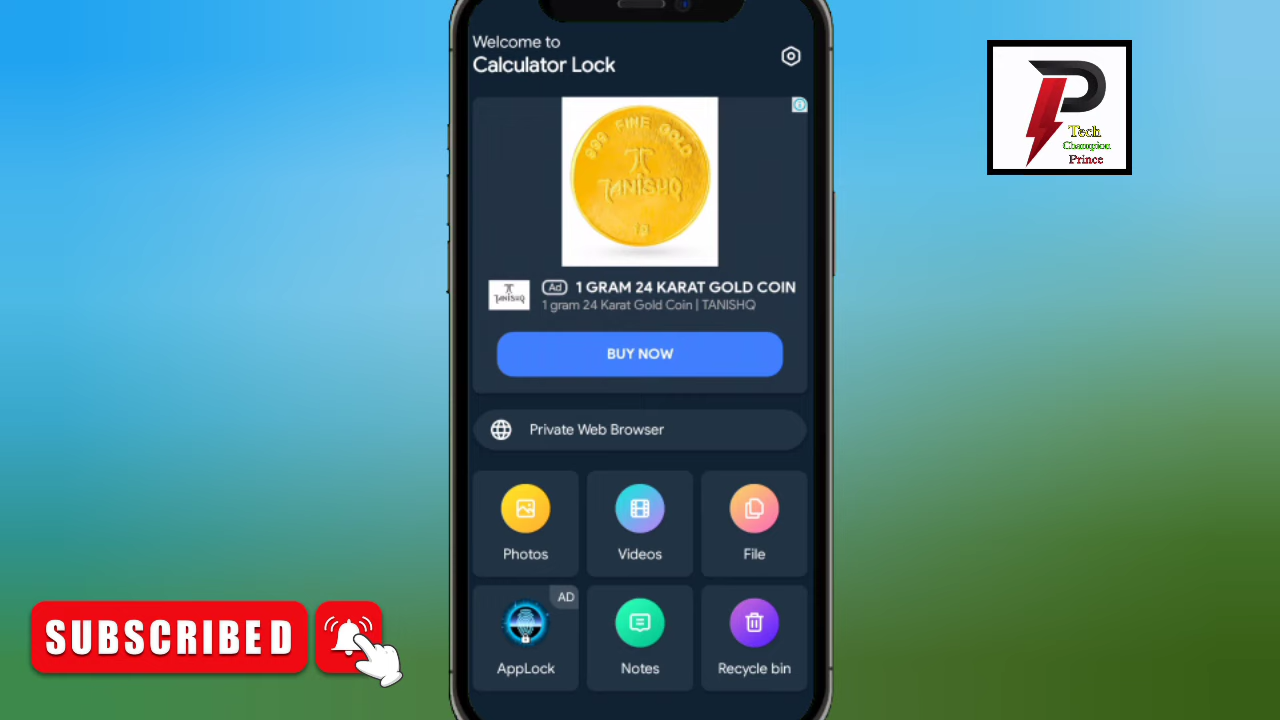 Welcome to
Calculator Lock
999 FINE GOLD
TANISHQ
TANISHQ
Ad 1 GRAM 24 KARAT GOLD COIN
1 gram 24 Karat Gold Coin | TANISHQ
BUY NOW
Private Web Browser
Photos
Videos
File
AD
AppLock
Notes
Recycle bin
P
Tech
Champion
Prince
SUBSCRIBED